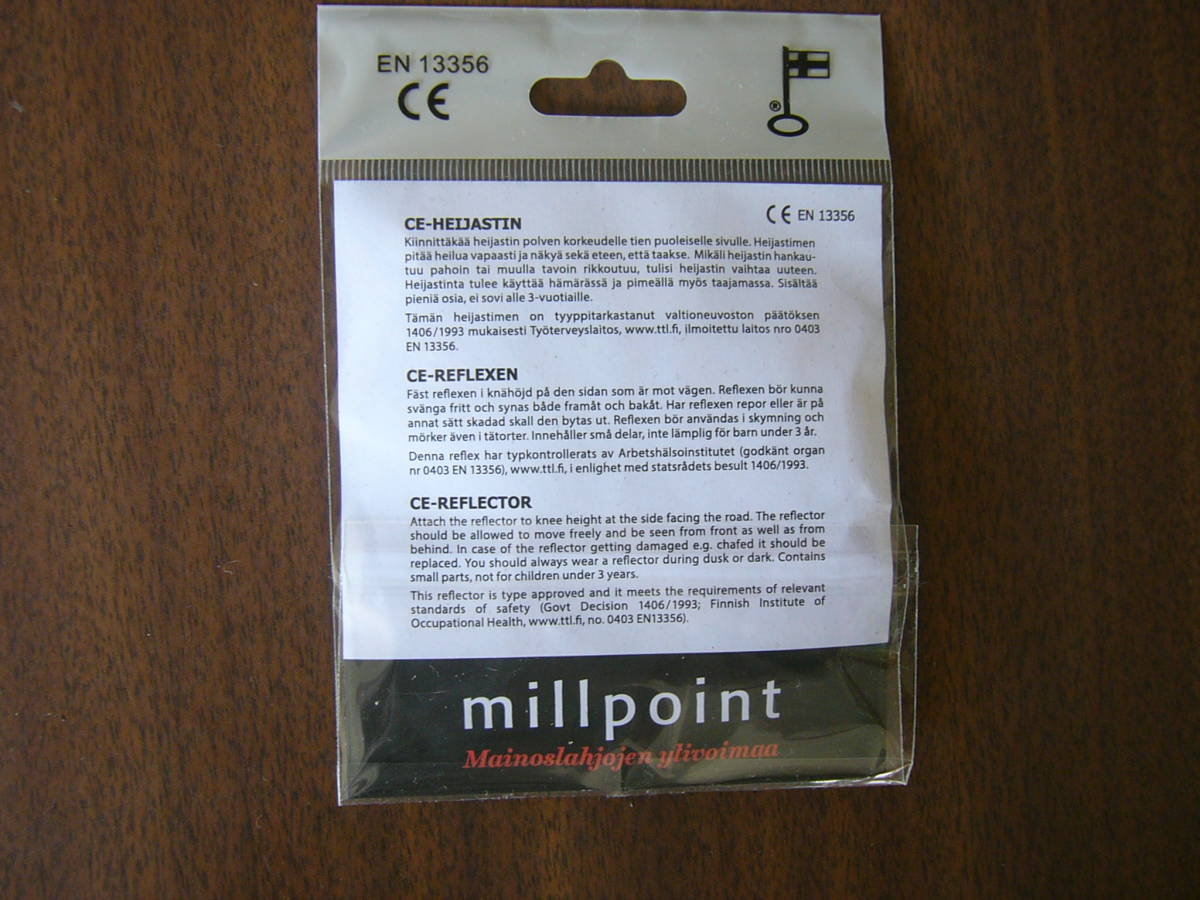 EN 13356
CE
®
CE EN 13356
CE-HEIJASTIN
Kiinnittäkää heijastin polven korkeudelle tien puoleiselle sivulle. Heijastimen
pitää heilua vapaasti ja näkyä sekä eteen, että taakse. Mikäli heijastin hankau-
tuu pahoin tai muulla tavoin rikkoutuu, tulisi heijastin vaihtaa uuteen.
Heijastinta tulee käyttää hämärässä ja pimeällä myös taajamassa. Sisältää
pieniä osia, ei sovi alle 3-vuotiaille.
Tämän heijastimen on tyyppitarkastanut valtioneuvoston päätöksen
1406/1993 mukaisesti Työterveyslaitos, www.ttl.fi, ilmoitettu laitos nro 0403
EN 13356.
CE-REFLEXEN
Fäst reflexen i knähöjd på den sidan som är mot vägen. Reflexen bör kunna
svänga fritt och synas både framåt och bakåt. Har reflexen repor eller är på
annat sätt skadad skall den bytas ut. Reflexen bör användas i skymning och
mörker även i tätorter. Innehåller små delar, inte lämplig för barn under 3 år.
Denna reflex har typkontrollerats av Arbetshälsoinstitutet (godkänt organ
nr 0403 EN 13356), www.ttl.fi, i enlighet med statsrådets besult 1406/1993.
CE-REFLECTOR
Attach the reflector to knee height at the side facing the road. The reflector
should be allowed to move freely and be seen from front as well as from
behind. In case of the reflector getting damaged e.g. chafed it should be
replaced. You should always wear a reflector during dusk or dark. Contains
small parts, not for children under 3 years.
This reflector is type approved and it meets the requirements of relevant
standards of safety (Govt Decision 1406/1993; Finnish Institute of
Occupational Health, www.ttl.fi, no. 0403 EN13356).
millpoint
Mainoslahjojen ylivoimaa